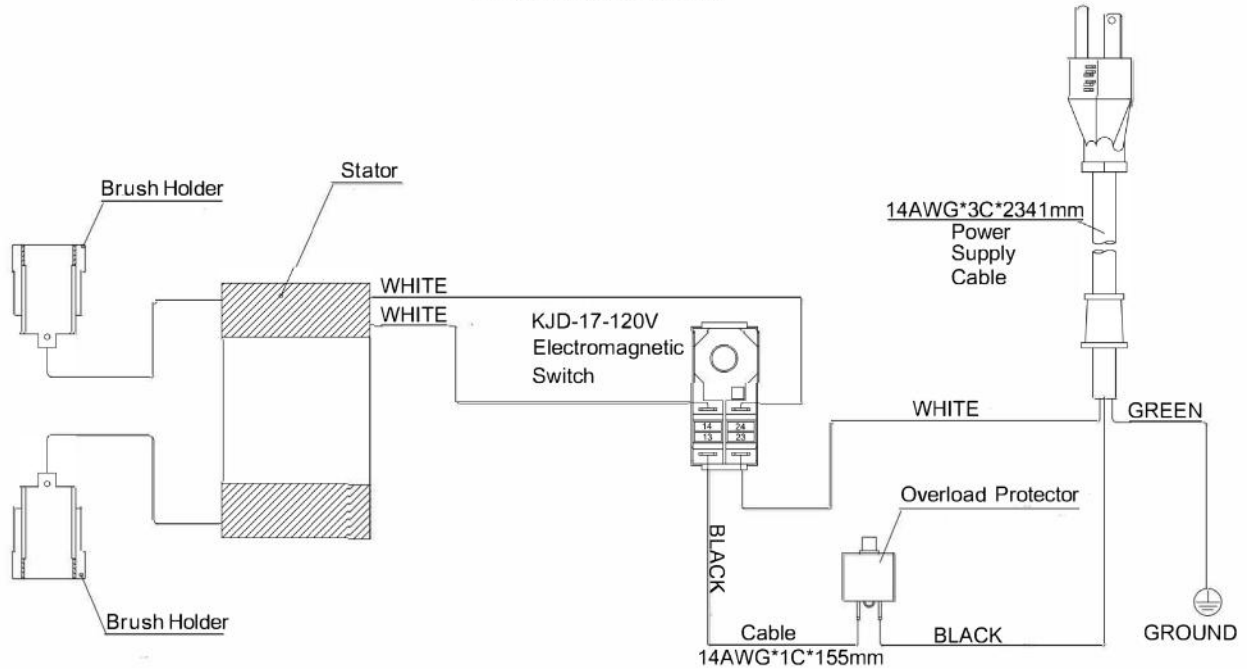 Brush Holder
Stator
14AWG*3C*2341mm
Power
Supply
Cable
WHITE
WHITE
KJD-17-120V
Electromagnetic
Switch
14
24
13
23
WHITE
GREEN
BLACK
Overload Protector
Brush Holder
Cable
14AWG*1C*155mm
BLACK
GROUND